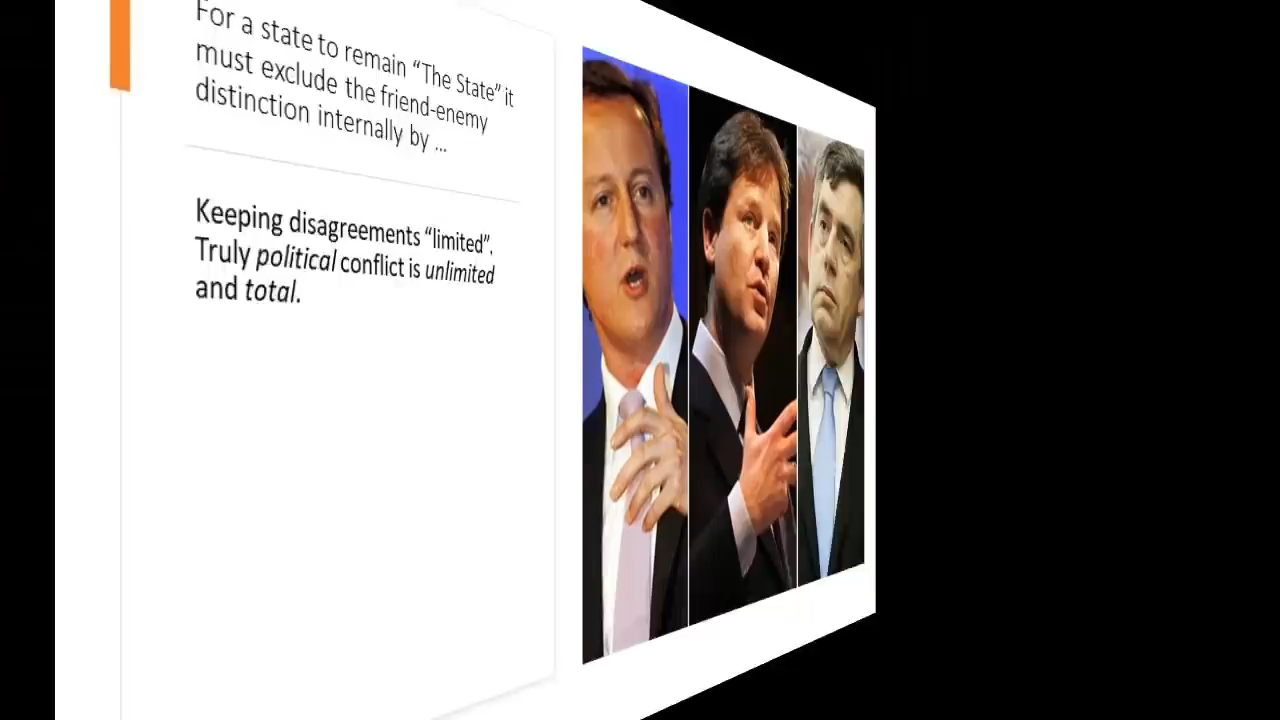 For a state to remain “The State” it
must exclude the friend-enemy
distinction internally by ...
Keeping disagreements “limited”.
Truly political conflict is unlimited
and total.